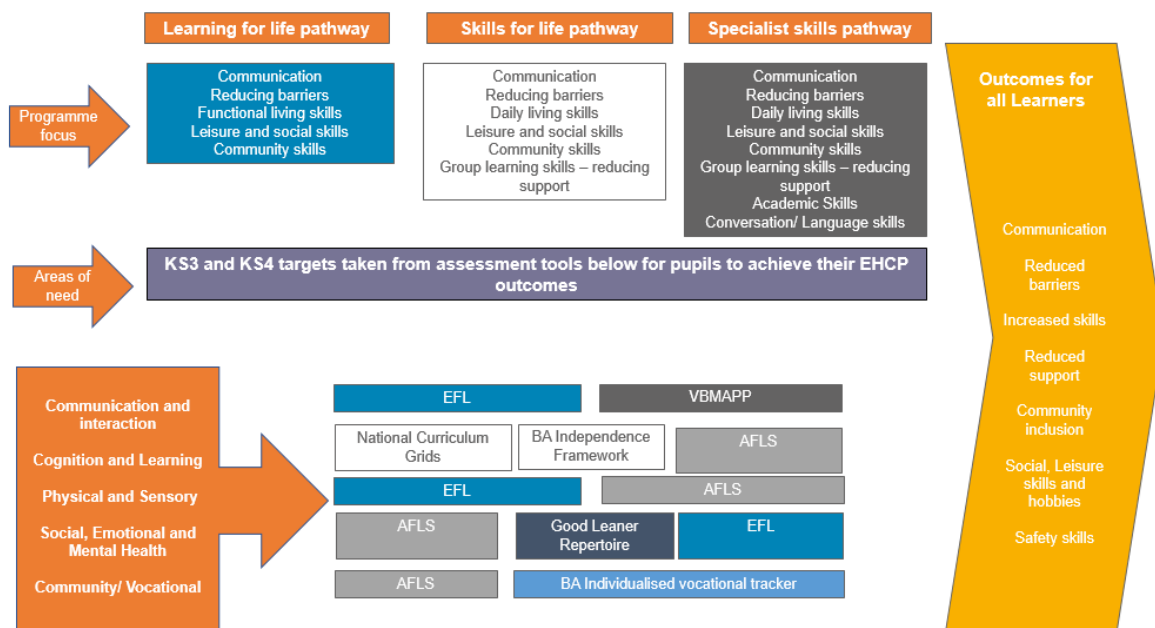 Learning for life pathway
Skills for life pathway
Specialist skills pathway
Programme
focus
Communication
Reducing barriers
Functional living skills
Leisure and social skills
Community skills
Communication
Reducing barriers
Daily living skills
Leisure and social skills
Community skills
Group learning skills – reducing
support
Communication
Reducing barriers
Daily living skills
Leisure and social skills
Community skills
Group learning skills – reducing
support
Academic Skills
Conversation/ Language skills
Areas of
need
KS3 and KS4 targets taken from assessment tools below for pupils to achieve their EHCP
outcomes
Communication and
interaction
Cognition and Learning
Physical and Sensory
Social, Emotional and
Mental Health
Community/ Vocational
EFL
VBMAPP
National Curriculum
Grids
BA Independence
Framework
AFLS
EFL
AFLS
AFLS
Good Leaner
Repertoire
EFL
AFLS
BA Individualised vocational tracker
Outcomes for
all Learners
Communication
Reduced
barriers
Increased skills
Reduced
support
Community
inclusion
Social, Leisure
skills and
hobbies
Safety skills